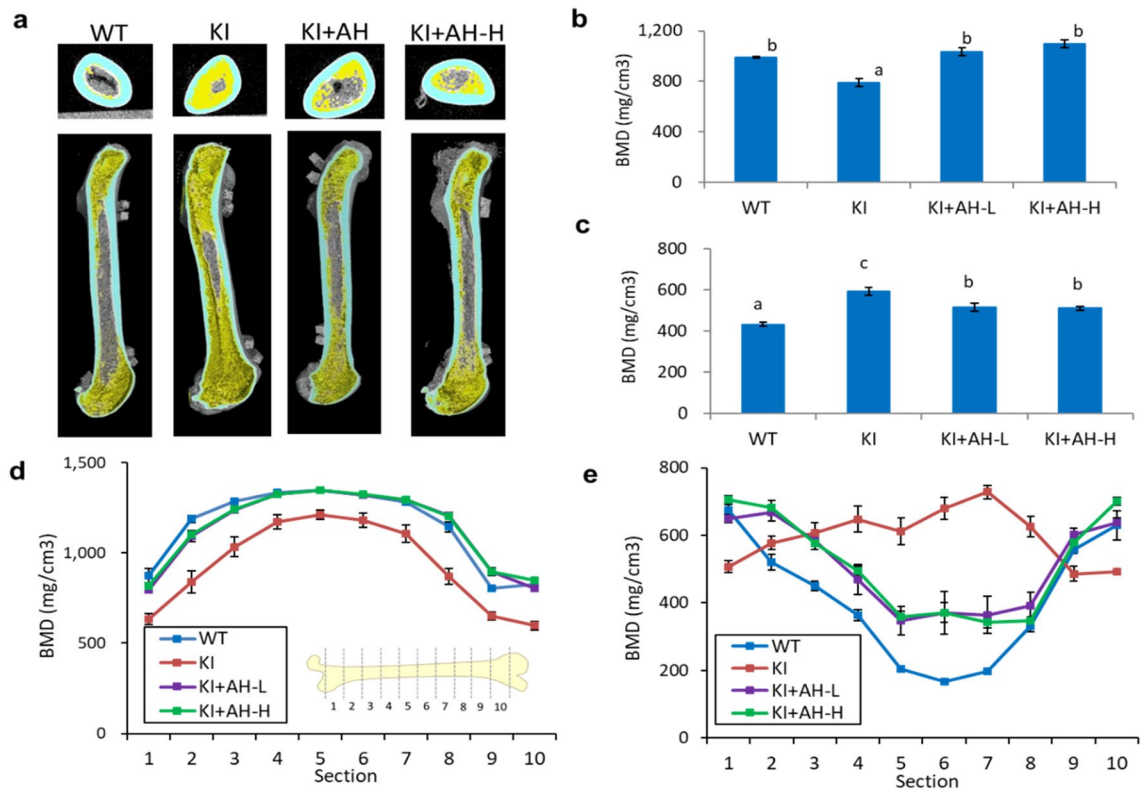 a
WT KI KI+AH KI+AH-H
b
BMD (mg/cm3)
1,200
800
400
0
b a b b
WT KI KI+AH-L KI+AH-H
c
BMD (mg/cm3)
800
600
400
200
0
a c b b
WT KI KI+AH-L KI+AH-H
d
BMD (mg/cm3)
1,500
1,000
500
0
WT
KI
KI+AH-L
KI+AH-H
1 2 3 4 5 6 7 8 9 10
1 2 3 4 5 6 7 8 9 10
Section
e
BMD (mg/cm3)
800
600
400
200
0
WT
KI
KI+AH-L
KI+AH-H
1 2 3 4 5 6 7 8 9 10
Section